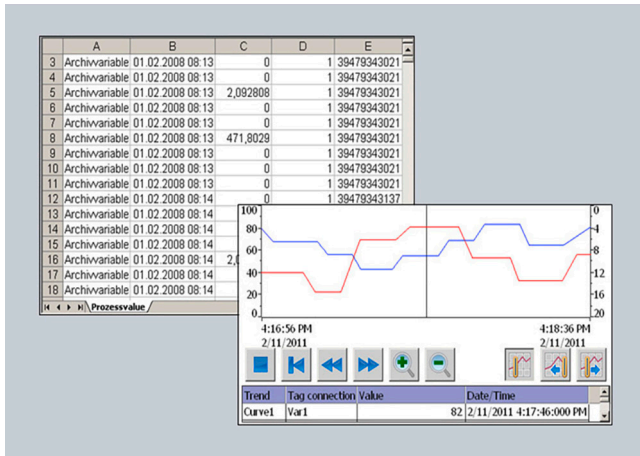 A B C D E
3 Archivvariable 01.02.2008 08:13 0 1 39479343021
4 Archivvariable 01.02.2008 08:13 0 1 39479343021
5 Archivvariable 01.02.2008 08:13 2,092808 1 39479343021
6 Archivvariable 01.02.2008 08:13 0 1 39479343021
7 Archivvariable 01.02.2008 08:13 0 1 39479343021
8 Archivvariable 01.02.2008 08:13 471,8029 1 39479343021
9 Archivvariable 01.02.2008 08:13 0 1 39479343021
10 Archivvariable 01.02.2008 08:13 0 1 39479343021
11 Archivvariable 01.02.2008 08:13 0 1 39479343021
12 Archivvariable 01.02.2008 08:14 0 1 39479343137
13 Archivvariable 01.02.2008 08:14
14 Archivvariable 01.02.2008 08:14
15 Archivvariable 01.02.2008 08:14
16 Archivvariable 01.02.2008 08:14
17 Archivvariable 01.02.2008 08:14
18 Archivvariable 01.02.2008 08:14
Prozessvalue
100 0
80 4
60 8
40 12
20 16
0 20
4:16:56 PM 4:18:36 PM
2/11/2011 2/11/2011
Trend Tag connection Value Date/Time
Curve1 Var1 82 2/11/2011 4:17:46:000 PM